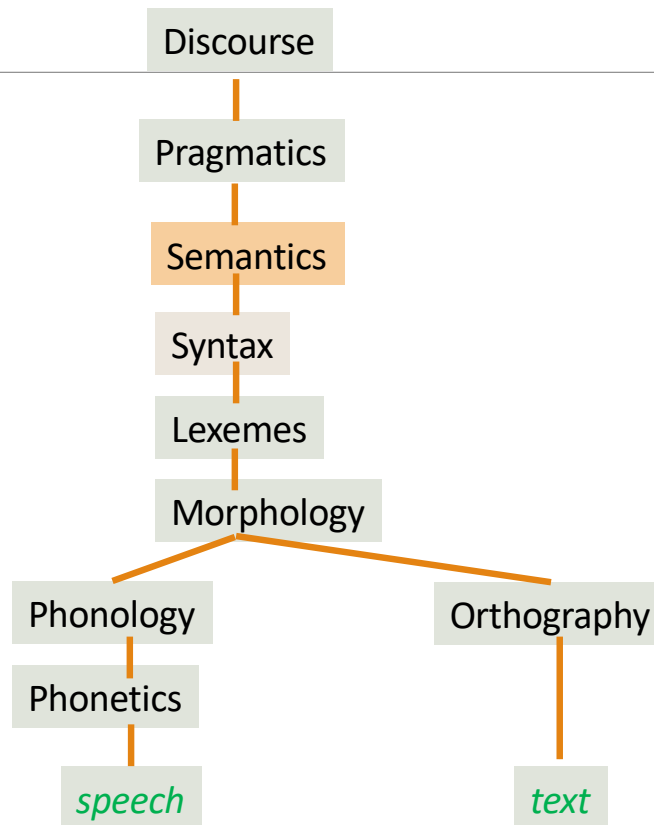 Discourse
Pragmatics
Semantics
Syntax
Lexemes
Morphology
Phonology
Orthography
Phonetics
speech
text